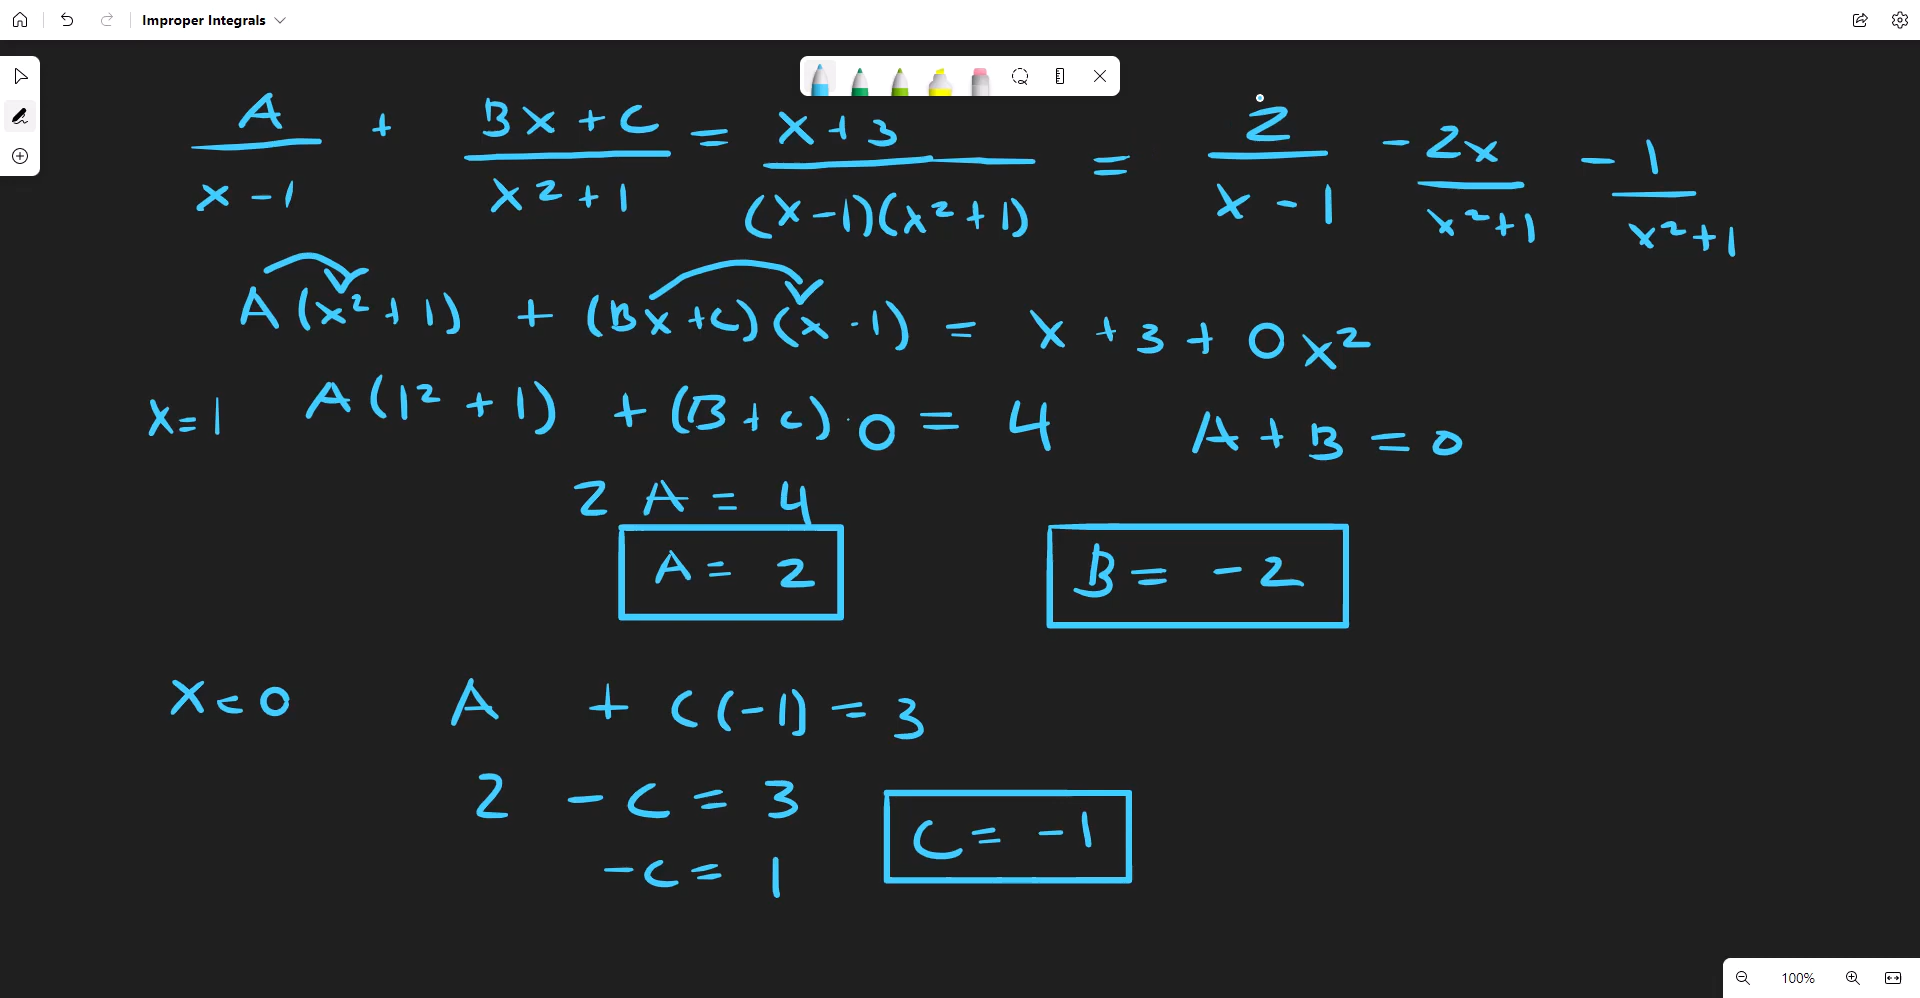 Improper Integrals
A/(x-1) + (Bx+C)/(x²+1) = (x+3)/((x-1)(x²+1)) = 2/(x-1) -2x/(x²+1) -1/(x²+1)
A(x²+1) + (Bx+C)(x-1) = x+3+0x²
x=1 A(1²+1) + (B+C)·0 = 4 A+B=0
2A=4
A=2 B=-2
x=0 A + C(-1)=3
2 -C=3 C=-1
-C=1
100%